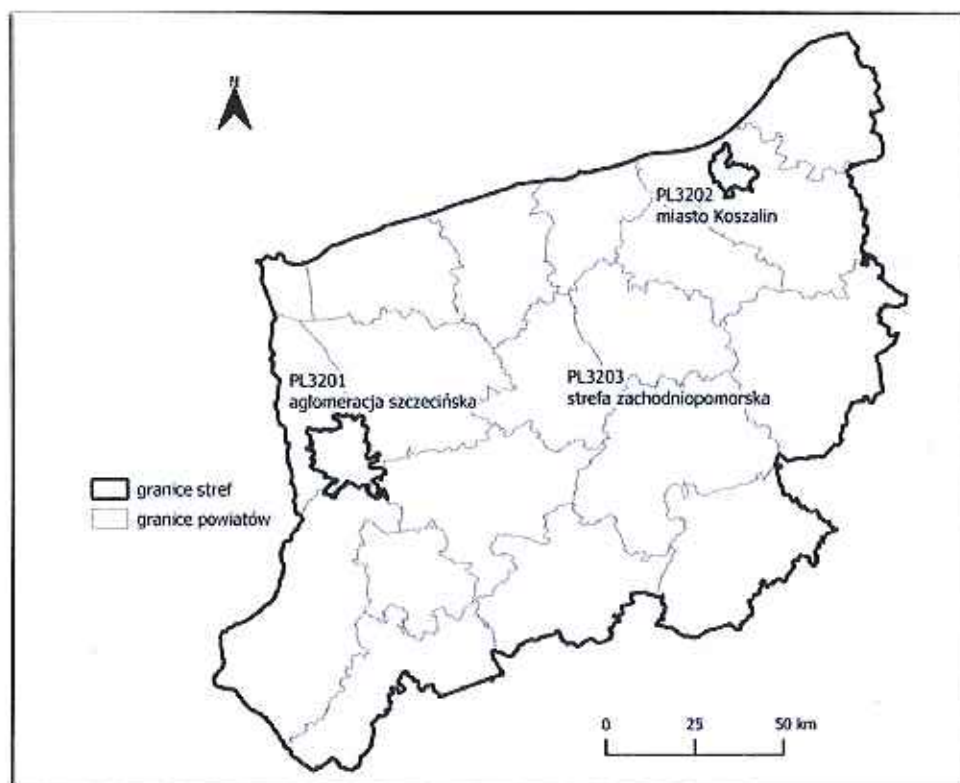 N
PL3202
miasto Koszalin
PL3201
aglomeracja szczecińska
PL3203
strefa zachodniopomorska
granice stref
granice powiatów
0 25 50 km